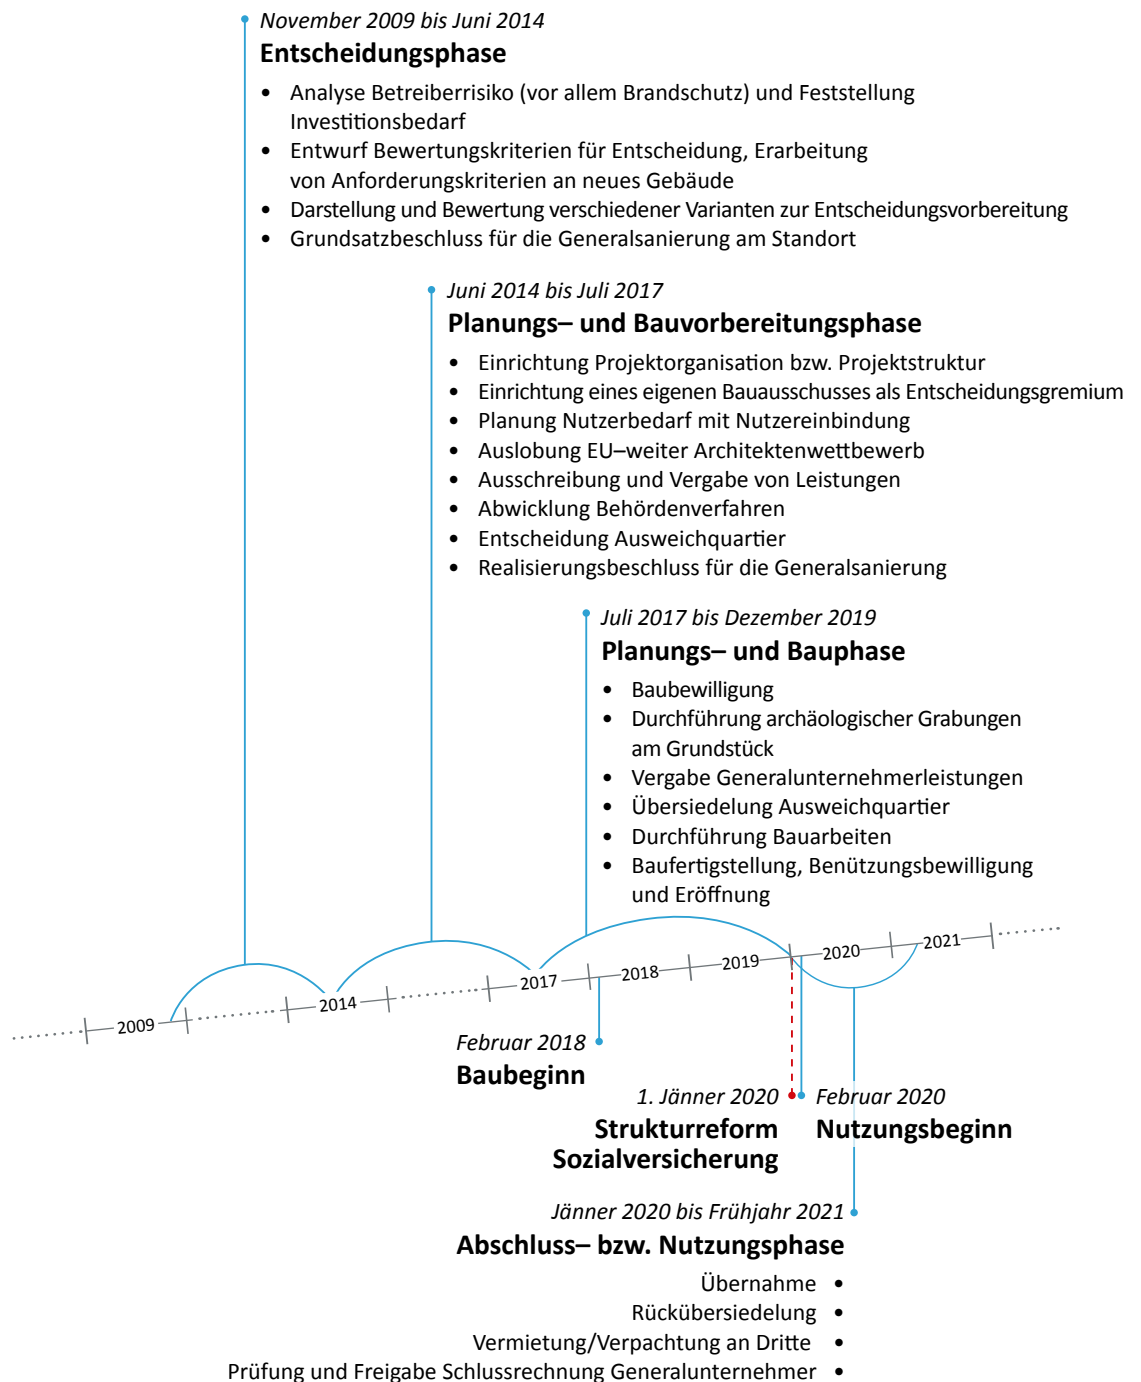 November 2009 bis Juni 2014
Entscheidungsphase
• Analyse Betreiberrisiko (vor allem Brandschutz) und Feststellung
Investitionsbedarf
• Entwurf Bewertungskriterien für Entscheidung, Erarbeitung
von Anforderungskriterien an neues Gebäude
• Darstellung und Bewertung verschiedener Varianten zur Entscheidungsvorbereitung
• Grundsatzbeschluss für die Generalsanierung am Standort
Juni 2014 bis Juli 2017
Planungs– und Bauvorbereitungsphase
• Einrichtung Projektorganisation bzw. Projektstruktur
• Einrichtung eines eigenen Bauausschusses als Entscheidungsgremium
• Planung Nutzerbedarf mit Nutzereinbindung
• Auslobung EU–weiter Architektenwettbewerb
• Ausschreibung und Vergabe von Leistungen
• Abwicklung Behördenverfahren
• Entscheidung Ausweichquartier
• Realisierungsbeschluss für die Generalsanierung
Juli 2017 bis Dezember 2019
Planungs– und Bauphase
• Baubewilligung
• Durchführung archäologischer Grabungen
am Grundstück
• Vergabe Generalunternehmerleistungen
• Übersiedelung Ausweichquartier
• Durchführung Bauarbeiten
• Baufertigstellung, Benützungsbewilligung
und Eröffnung
2009 2014 2017 2018 2019 2020 2021
Februar 2018
Baubeginn
1. Jänner 2020
Strukturreform
Sozialversicherung
Februar 2020
Nutzungsbeginn
Jänner 2020 bis Frühjahr 2021
Abschluss– bzw. Nutzungsphase
Übernahme •
Rückübersiedelung •
Vermietung/Verpachtung an Dritte •
Prüfung und Freigabe Schlussrechnung Generalunternehmer •